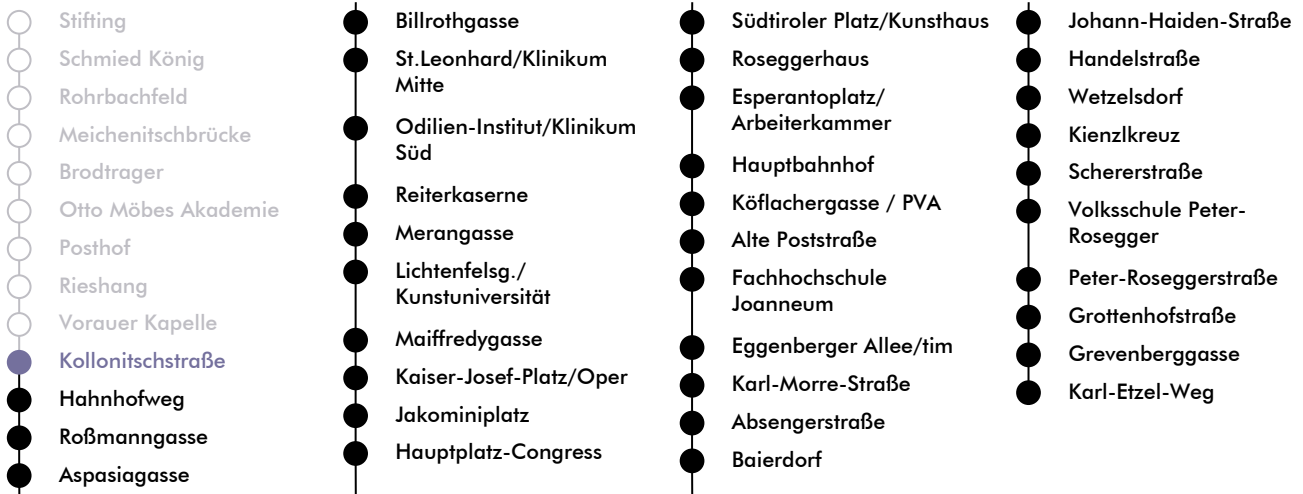 Stifting
Schmied König
Rohrbachfeld
Meichenitschbrücke
Brodtrager
Otto Möbes Akademie
Posthof
Rieshang
Vorauer Kapelle
Kollonitschstraße
Hahnhofweg
Roßmanngasse
Aspasiagasse
Billrothgasse
St.Leonhard/Klinikum
Mitte
Odilien-Institut/Klinikum
Süd
Reiterkaserne
Merangasse
Lichtenfelsg./
Kunstuniversität
Maiffredygasse
Kaiser-Josef-Platz/Oper
Jakominiplatz
Hauptplatz-Congress
Südtiroler Platz/Kunsthaus
Roseggerhaus
Esperantoplatz/
Arbeiterkammer
Hauptbahnhof
Köflachergasse / PVA
Alte Poststraße
Fachhochschule
Joanneum
Eggenberger Allee/tim
Karl-Morre-Straße
Absengerstraße
Baierdorf
Johann-Haiden-Straße
Handelstraße
Wetzelsdorf
Kienzlkreuz
Schererstraße
Volksschule Peter-
Rosegger
Peter-Roseggerstraße
Grottenhofstraße
Grevenberggasse
Karl-Etzel-Weg